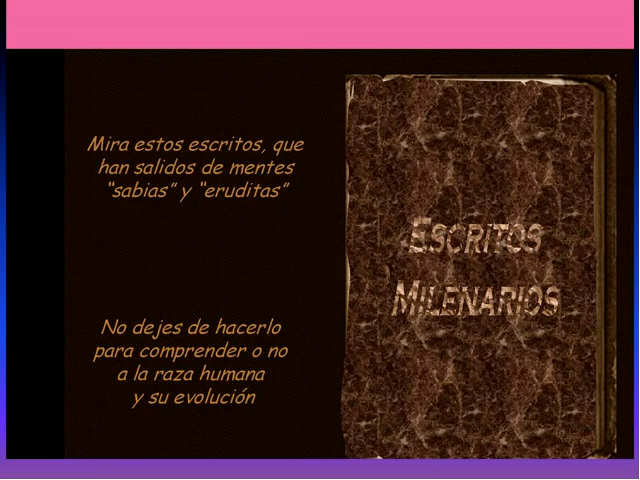 Mira estos escritos, que
han salidos de mentes
“sabias” y “eruditas”
No dejes de hacerlo
para comprender o no
a la raza humana
y su evolución
Escritos
Milenarios